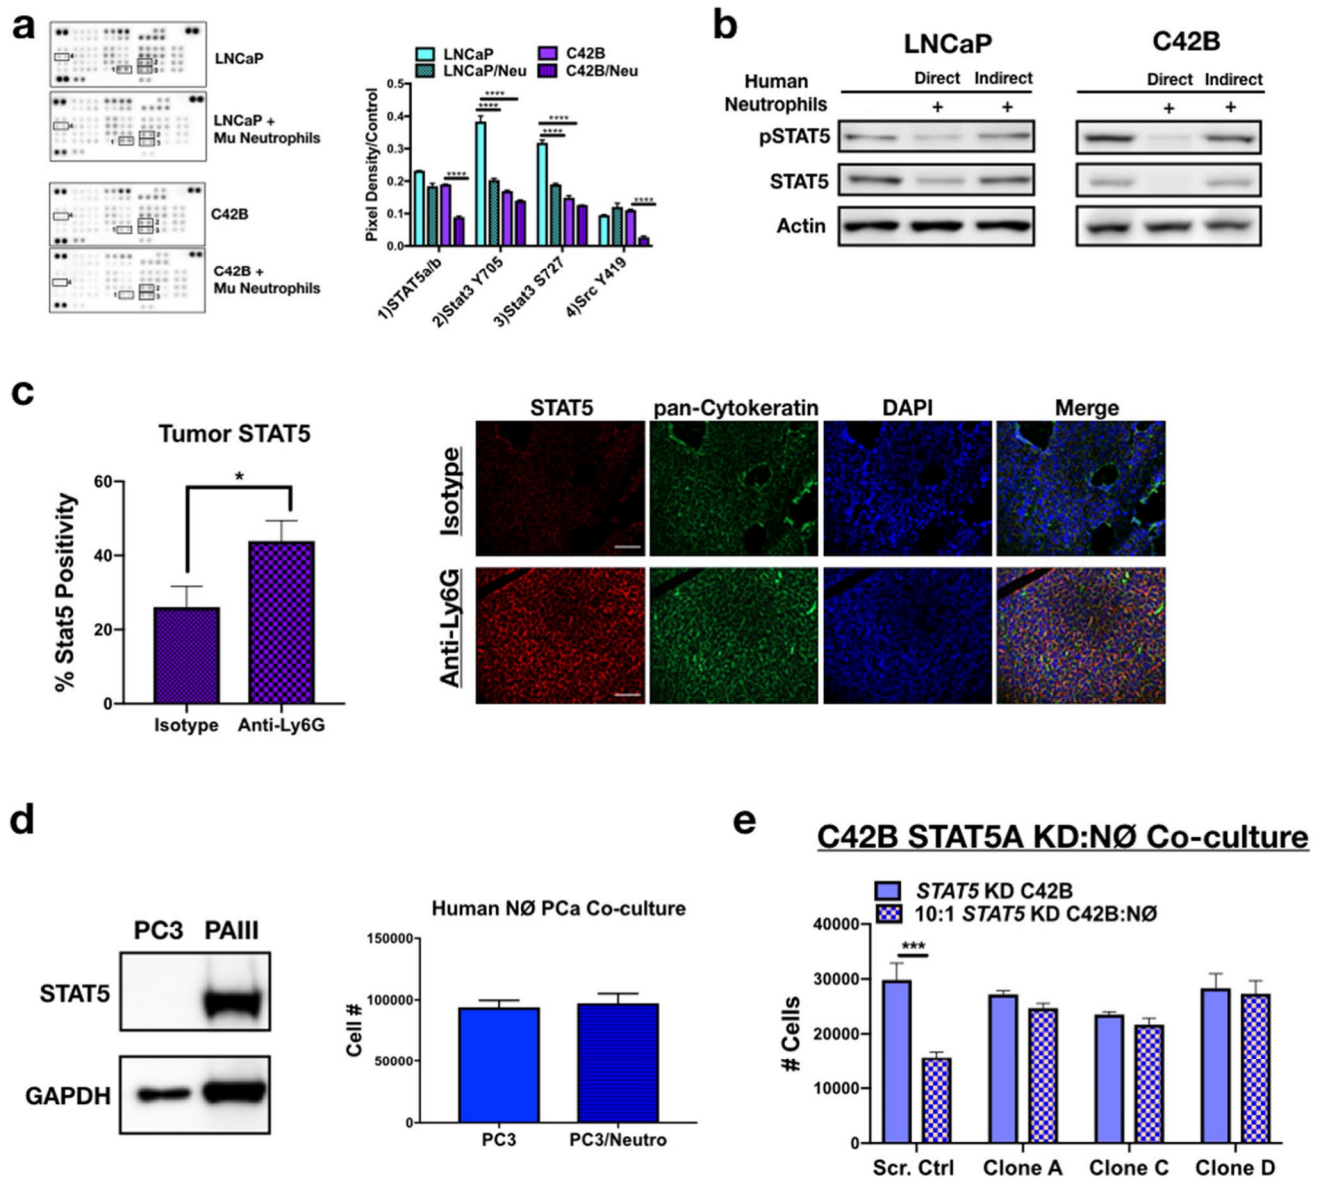 a
LNCaP
LNCaP +
Mu Neutrophils
C42B
C42B +
Mu Neutrophils
LNCaP
LNCaP/Neu
C42B
C42B/Neu
Pixel Density/Control
0.5
0.4
0.3
0.2
0.1
0.0
****
****
****
****
****
****
1)STAT5a/b
2)Stat3 Y705
3)Stat3 S727
4)Src Y419
b
LNCaP
C42B
Human
Neutrophils
Direct
Indirect
+
+
Direct
Indirect
+
+
pSTAT5
STAT5
Actin
c
Tumor STAT5
% Stat5 Positivity
60
40
20
0
*
Isotype
Anti-Ly6G
STAT5
pan-Cytokeratin
DAPI
Merge
Isotype
Anti-Ly6G
d
PC3
PAIII
STAT5
GAPDH
Human NØ PCa Co-culture
Cell #
150000
100000
50000
0
PC3
PC3/Neutro
e
C42B STAT5A KD:NØ Co-culture
STAT5 KD C42B
10:1 STAT5 KD C42B:NØ
# Cells
40000
30000
20000
10000
0
***
Scr. Ctrl
Clone A
Clone C
Clone D